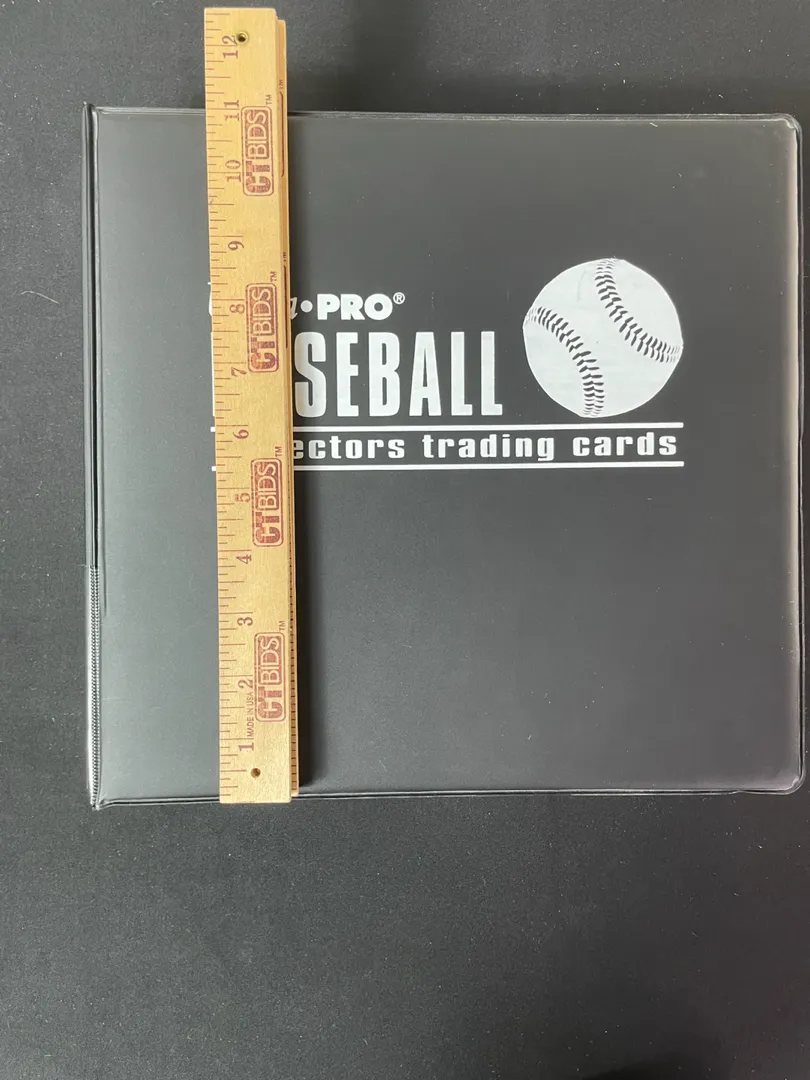 12
11
CTBIDS™
10
9
8
CTBIDS™
7
6
5
CTBIDS™
4
3
2
CTBIDS™
MADE IN USA
1
•PRO®
SEBALL
ectors trading cards